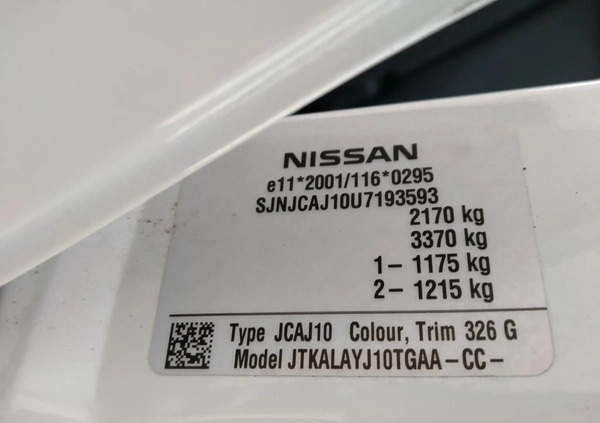 NISSAN
e11*2001/116*0295
SJNJCAJ10U7193593
2170 kg
3370 kg
1- 1175 kg
2- 1215 kg
Type JCAJ10 Colour, Trim 326 G
Model JTKALAYJ10TGAA-CC-